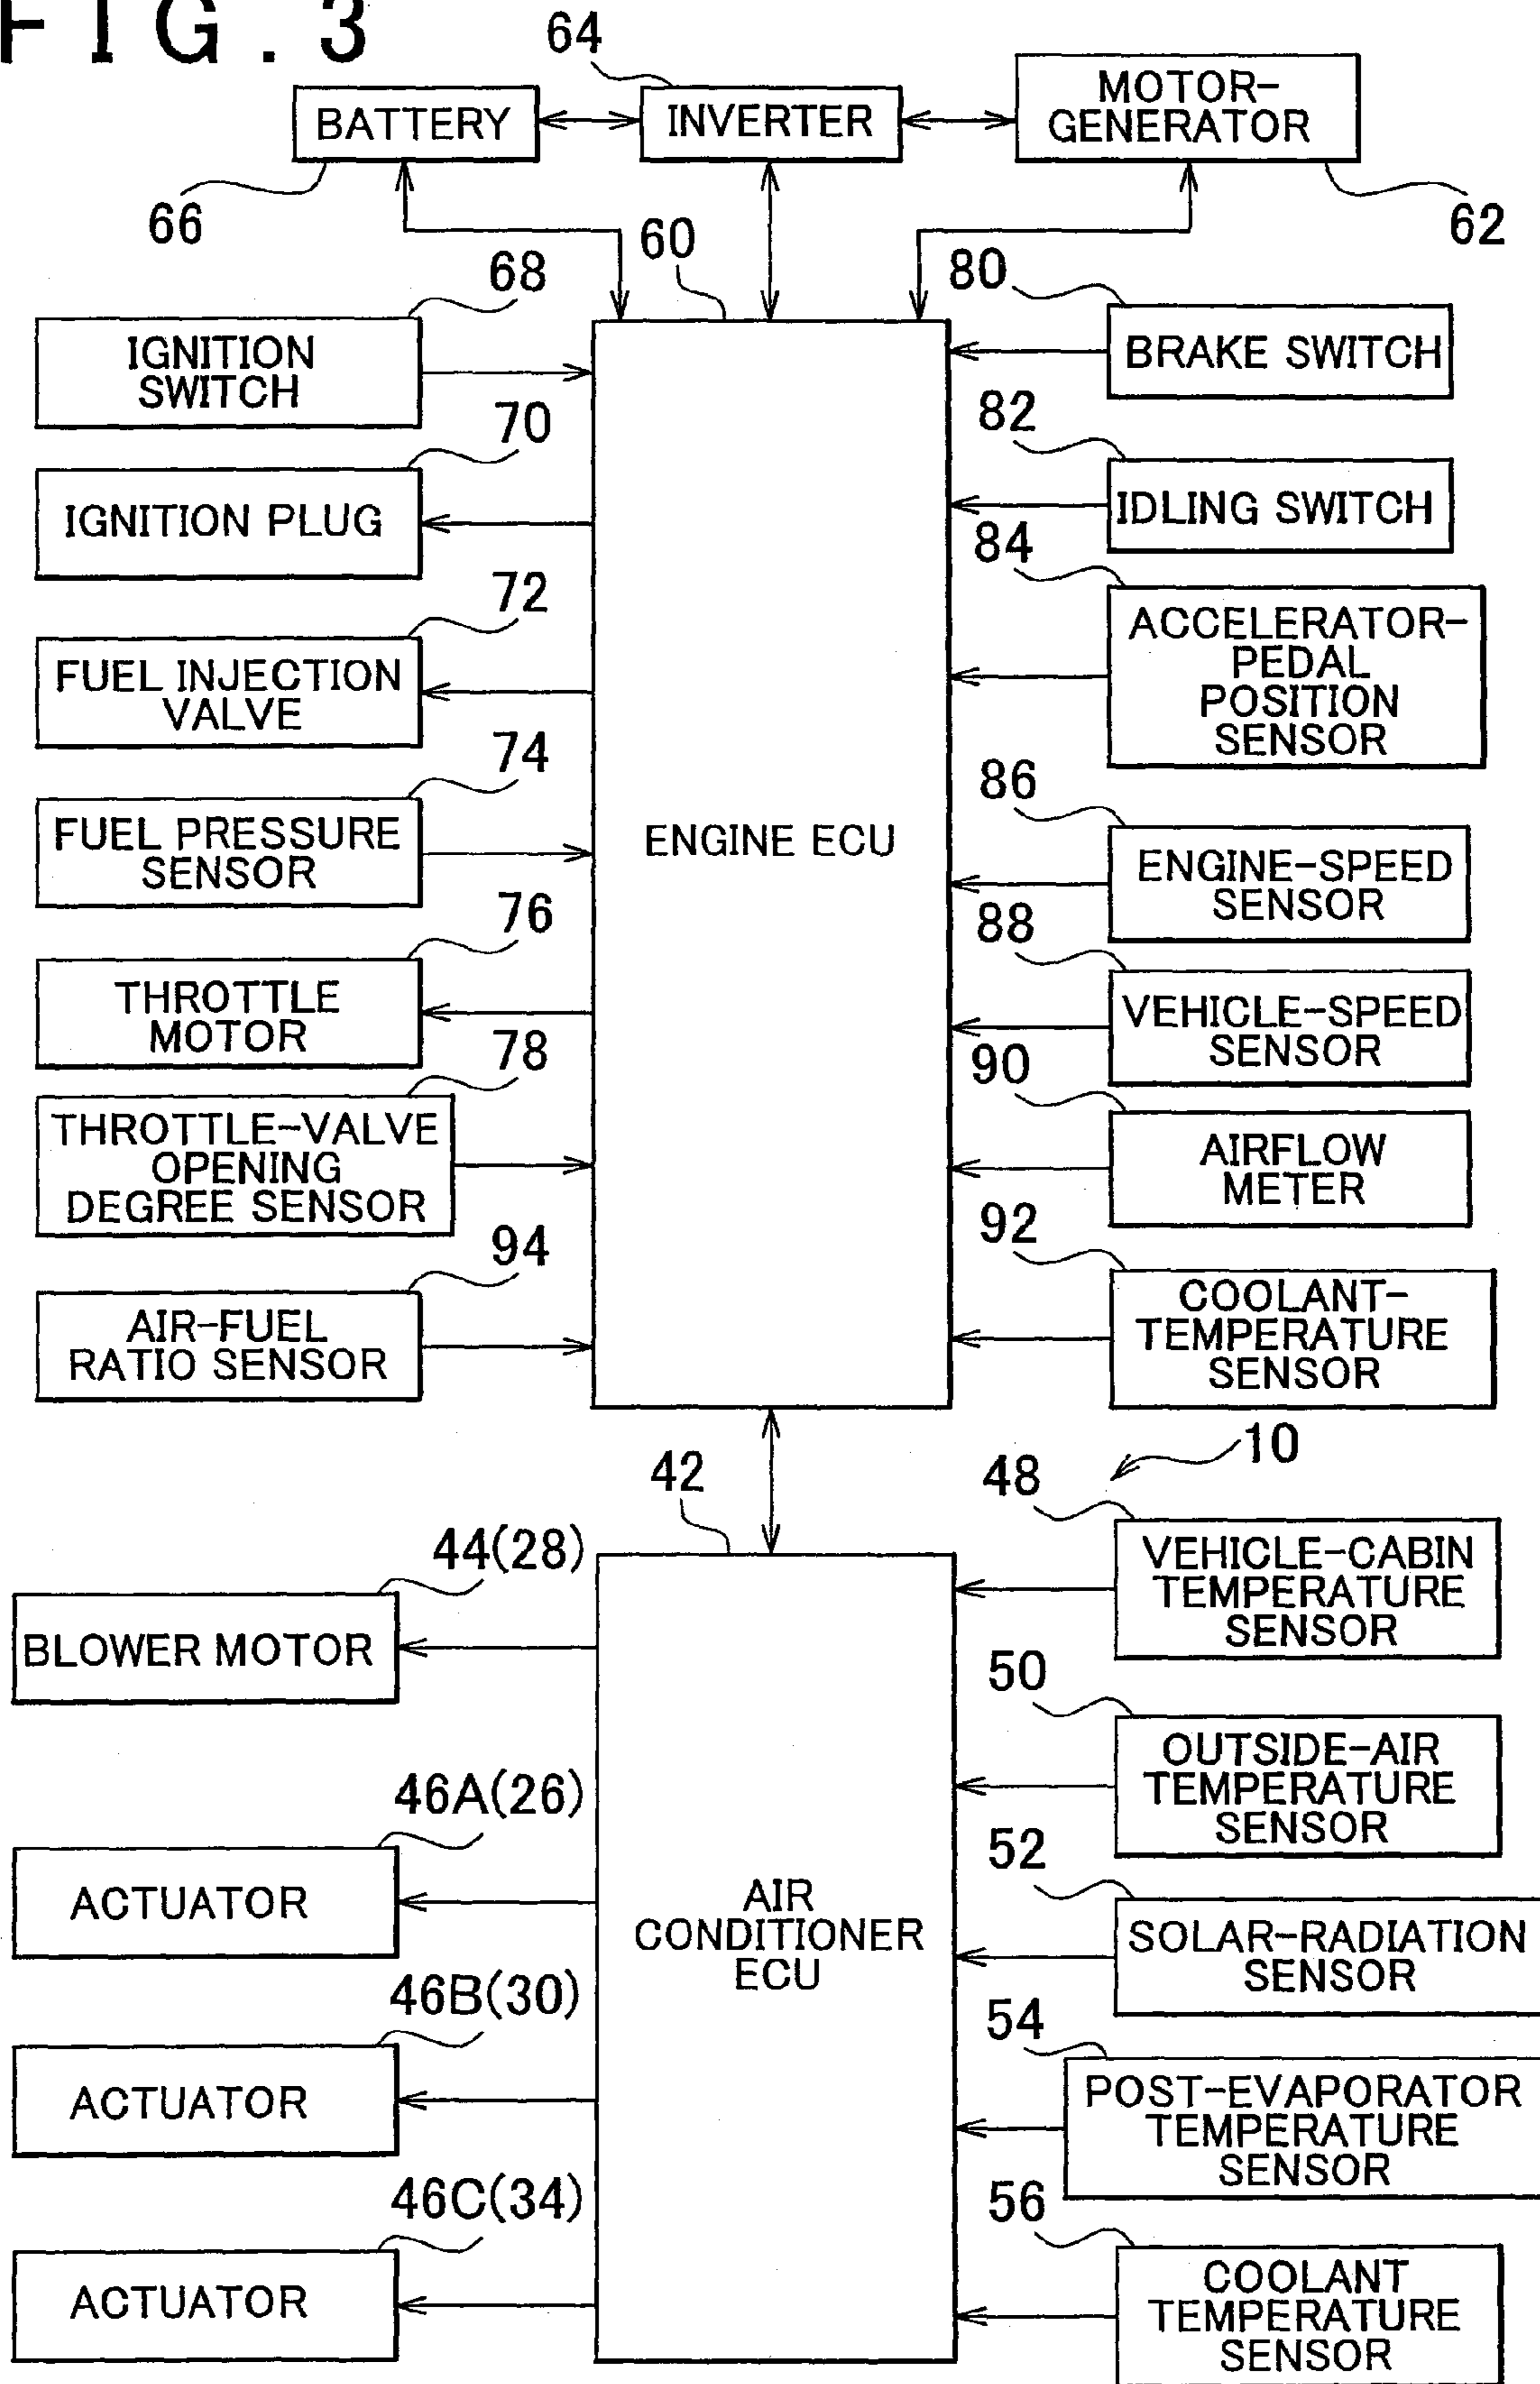 FIG.3
64
BATTERY
INVERTER
MOTOR-
GENERATOR
66
60
62
68
IGNITION
SWITCH
70
IGNITION PLUG
72
FUEL INJECTION
VALVE
74
FUEL PRESSURE
SENSOR
76
THROTTLE
MOTOR
78
THROTTLE-VALVE
OPENING
DEGREE SENSOR
94
AIR-FUEL
RATIO SENSOR
ENGINE ECU
80
BRAKE SWITCH
82
IDLING SWITCH
84
ACCELERATOR-
PEDAL
POSITION
SENSOR
86
ENGINE-SPEED
SENSOR
88
VEHICLE-SPEED
SENSOR
90
AIRFLOW
METER
92
COOLANT-
TEMPERATURE
SENSOR
10
42
44(28)
BLOWER MOTOR
46A(26)
ACTUATOR
46B(30)
ACTUATOR
46C(34)
ACTUATOR
AIR
CONDITIONER
ECU
48
VEHICLE-CABIN
TEMPERATURE
SENSOR
50
OUTSIDE-AIR
TEMPERATURE
SENSOR
52
SOLAR-RADIATION
SENSOR
54
POST-EVAPORATOR
TEMPERATURE
SENSOR
56
COOLANT
TEMPERATURE
SENSOR